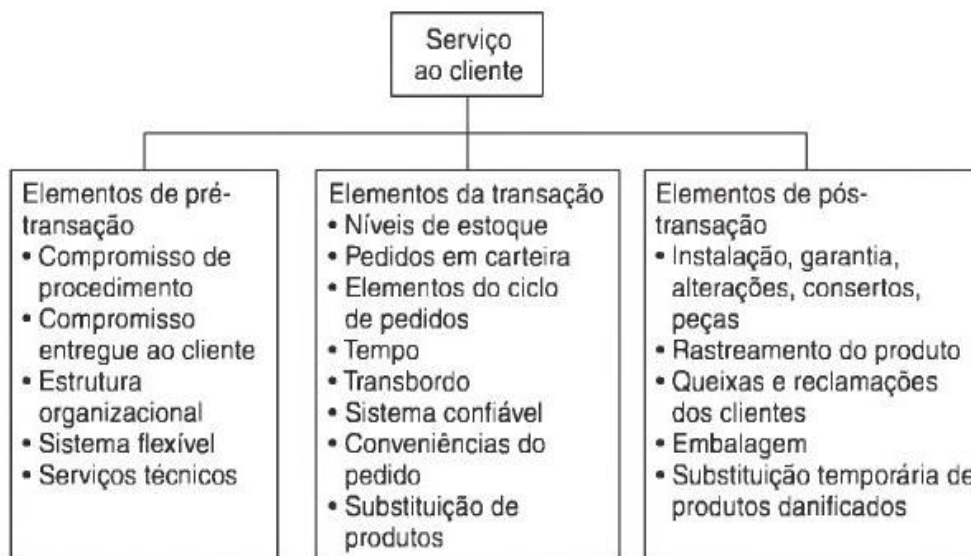 Serviço
ao cliente
Elementos de pré-
transação
• Compromisso de
procedimento
• Compromisso
entregue ao cliente
• Estrutura
organizacional
• Sistema flexível
• Serviços técnicos
Elementos da transação
• Níveis de estoque
• Pedidos em carteira
• Elementos do ciclo
de pedidos
• Tempo
• Transbordo
• Sistema confiável
• Conveniências do
pedido
• Substituição de
produtos
Elementos de pós-
transação
• Instalação, garantia,
alterações, consertos,
peças
• Rastreamento do produto
• Queixas e reclamações
dos clientes
• Embalagem
• Substituição temporária de
produtos danificados